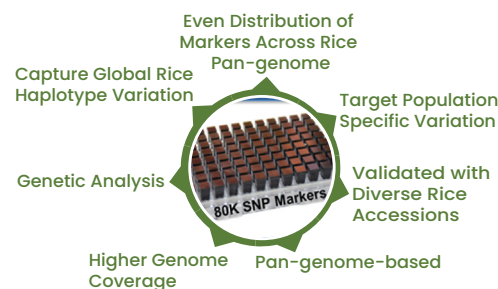 Even Distribution of
Markers Across Rice
Pan-genome
Capture Global Rice
Haplotype Variation
Target Population
Specific Variation
Genetic Analysis
Validated with
Diverse Rice
Accessions
80K SNP Markers
Higher Genome
Coverage
Pan-genome-based